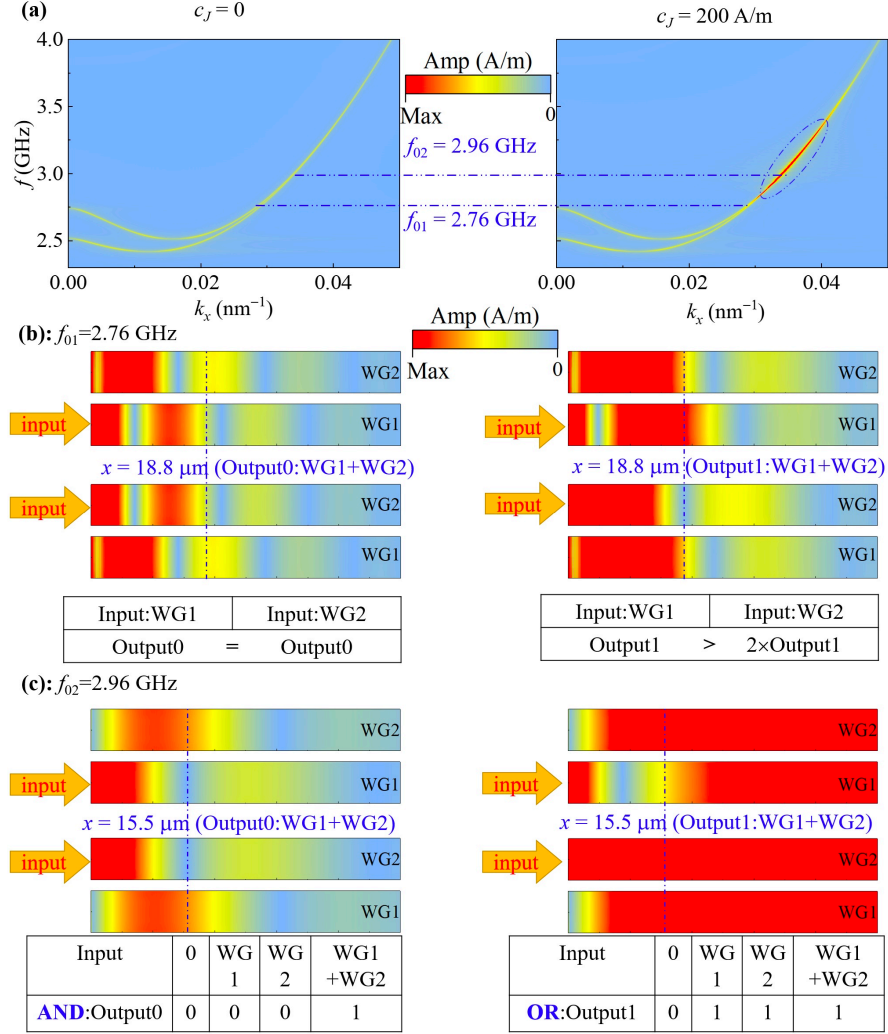 (a)
c_J = 0
c_J = 200 A/m
4.0
3.5
3.0
2.5
f (GHz)
Amp (A/m)
Max 0
f02 = 2.96 GHz
f01 = 2.76 GHz
0.00 0.02 0.04
0.00 0.02 0.04
k_x (nm⁻¹)
k_x (nm⁻¹)
(b): f01=2.76 GHz
Amp (A/m)
Max 0
WG2
WG2
input WG1
input WG1
x = 18.8 μm (Output0:WG1+WG2)
x = 18.8 μm (Output1:WG1+WG2)
input WG2
input WG2
WG1
WG1
Input:WG1 Input:WG2
Output0 = Output0
Input:WG1 Input:WG2
Output1 > 2×Output1
(c): f02=2.96 GHz
WG2
WG2
input WG1
input WG1
x = 15.5 μm (Output0:WG1+WG2)
x = 15.5 μm (Output1:WG1+WG2)
input WG2
input WG2
WG1
WG1
Input 0 WG WG WG1
1 2 +WG2
AND:Output0 0 0 0 1
Input 0 WG WG WG1
1 2 +WG2
OR:Output1 0 1 1 1